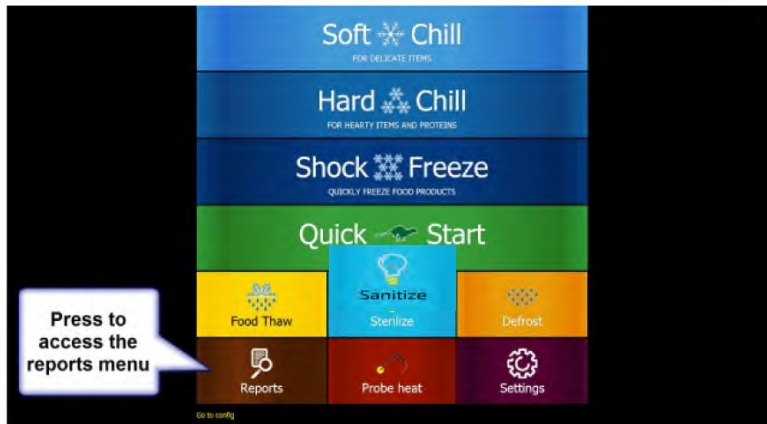 Soft Chill
FOR DELICATE ITEMS
Hard Chill
FOR HEARTY ITEMS AND PROTEINS
Shock Freeze
QUICKLY FREEZE FOOD PRODUCTS
Quick Start
Food Thaw
Sanitize
Sterilize
Defrost
Press to
access the
reports menu
Reports
Probe heat
Settings
Go to config